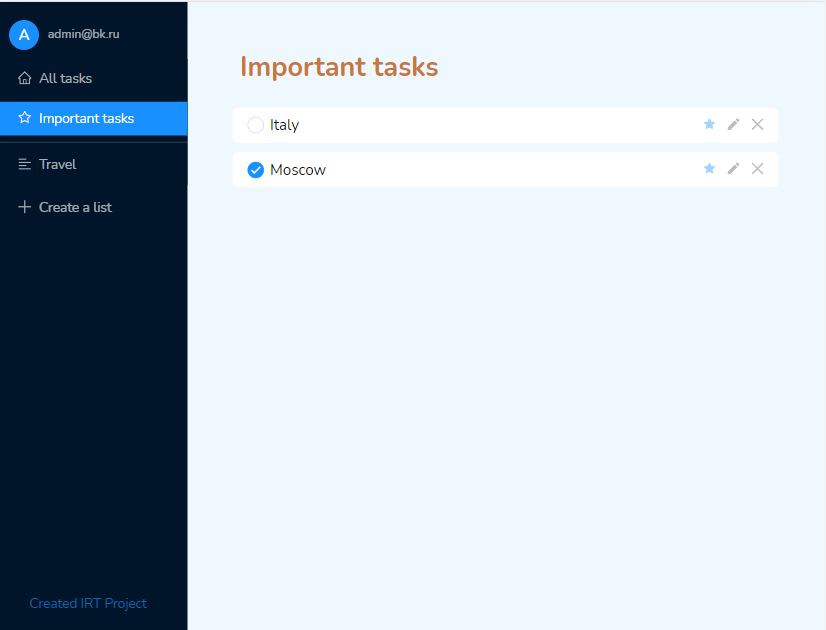 A admin@bk.ru
All tasks
Important tasks
Travel
Create a list
Created IRT Project
Important tasks
Italy
Moscow